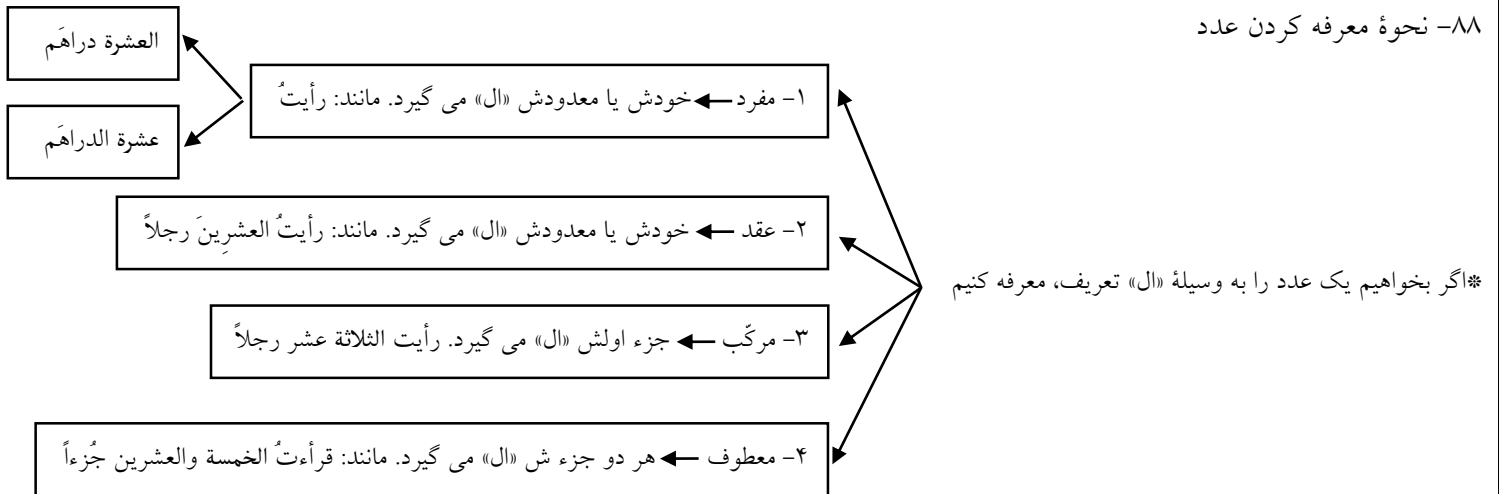 ۸۸- نحوۀ معرفه کردن عدد
*اگر بخواهیم یک عدد را به وسیلۀ «ال» تعریف، معرفه کنیم
۱- مفرد ← خودش یا معدودش «ال» می گیرد. مانند: رأیتُ
العشرة دراهَم
عشرة الدراهَم
۲- عقد ← خودش یا معدودش «ال» می گیرد. مانند: رأیتُ العشرِینَ رجلاً
۳- مرکّب ← جزء اولش «ال» می گیرد. رأیت الثلاثة عشر رجلاً
۴- معطوف ← هر دو جزء ش «ال» می گیرد. مانند: قرأءتُ الخمسة والعشرین جُزءاً